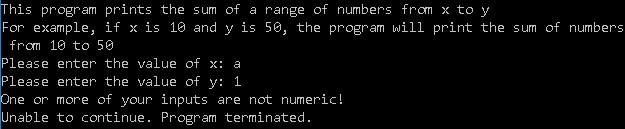 This program prints the sum of a range of numbers from x to y
For example, if x is 10 and y is 50, the program will print the sum of numbers
from 10 to 50
Please enter the value of x: a
Please enter the value of y: 1
One or more of your inputs are not numeric!
Unable to continue. Program terminated.